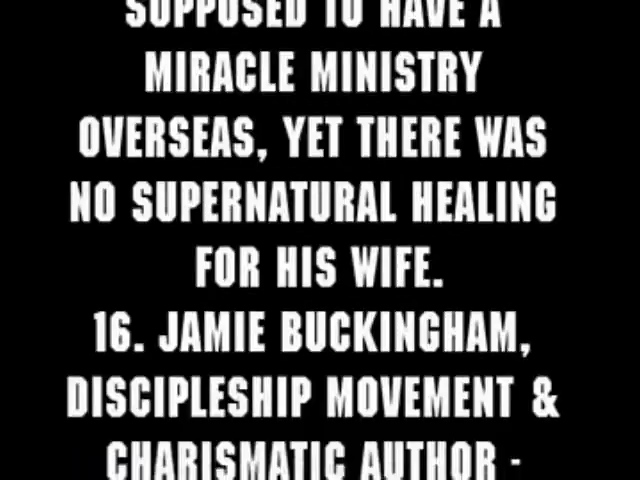 SUPPOSED TO HAVE A
MIRACLE MINISTRY
OVERSEAS, YET THERE WAS
NO SUPERNATURAL HEALING
FOR HIS WIFE.
16. JAMIE BUCKINGHAM,
DISCIPLESHIP MOVEMENT &
CHARISMATIC AUTHOR -